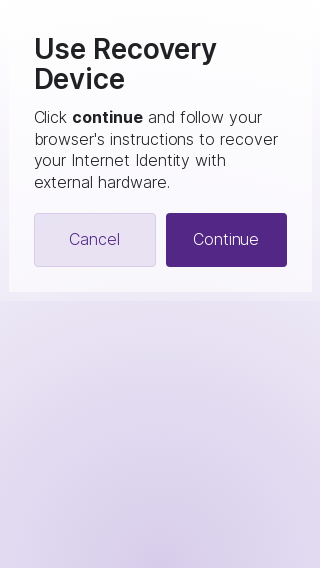 Use Recovery
Device
Click continue and follow your
browser's instructions to recover
your Internet Identity with
external hardware.
Cancel
Continue